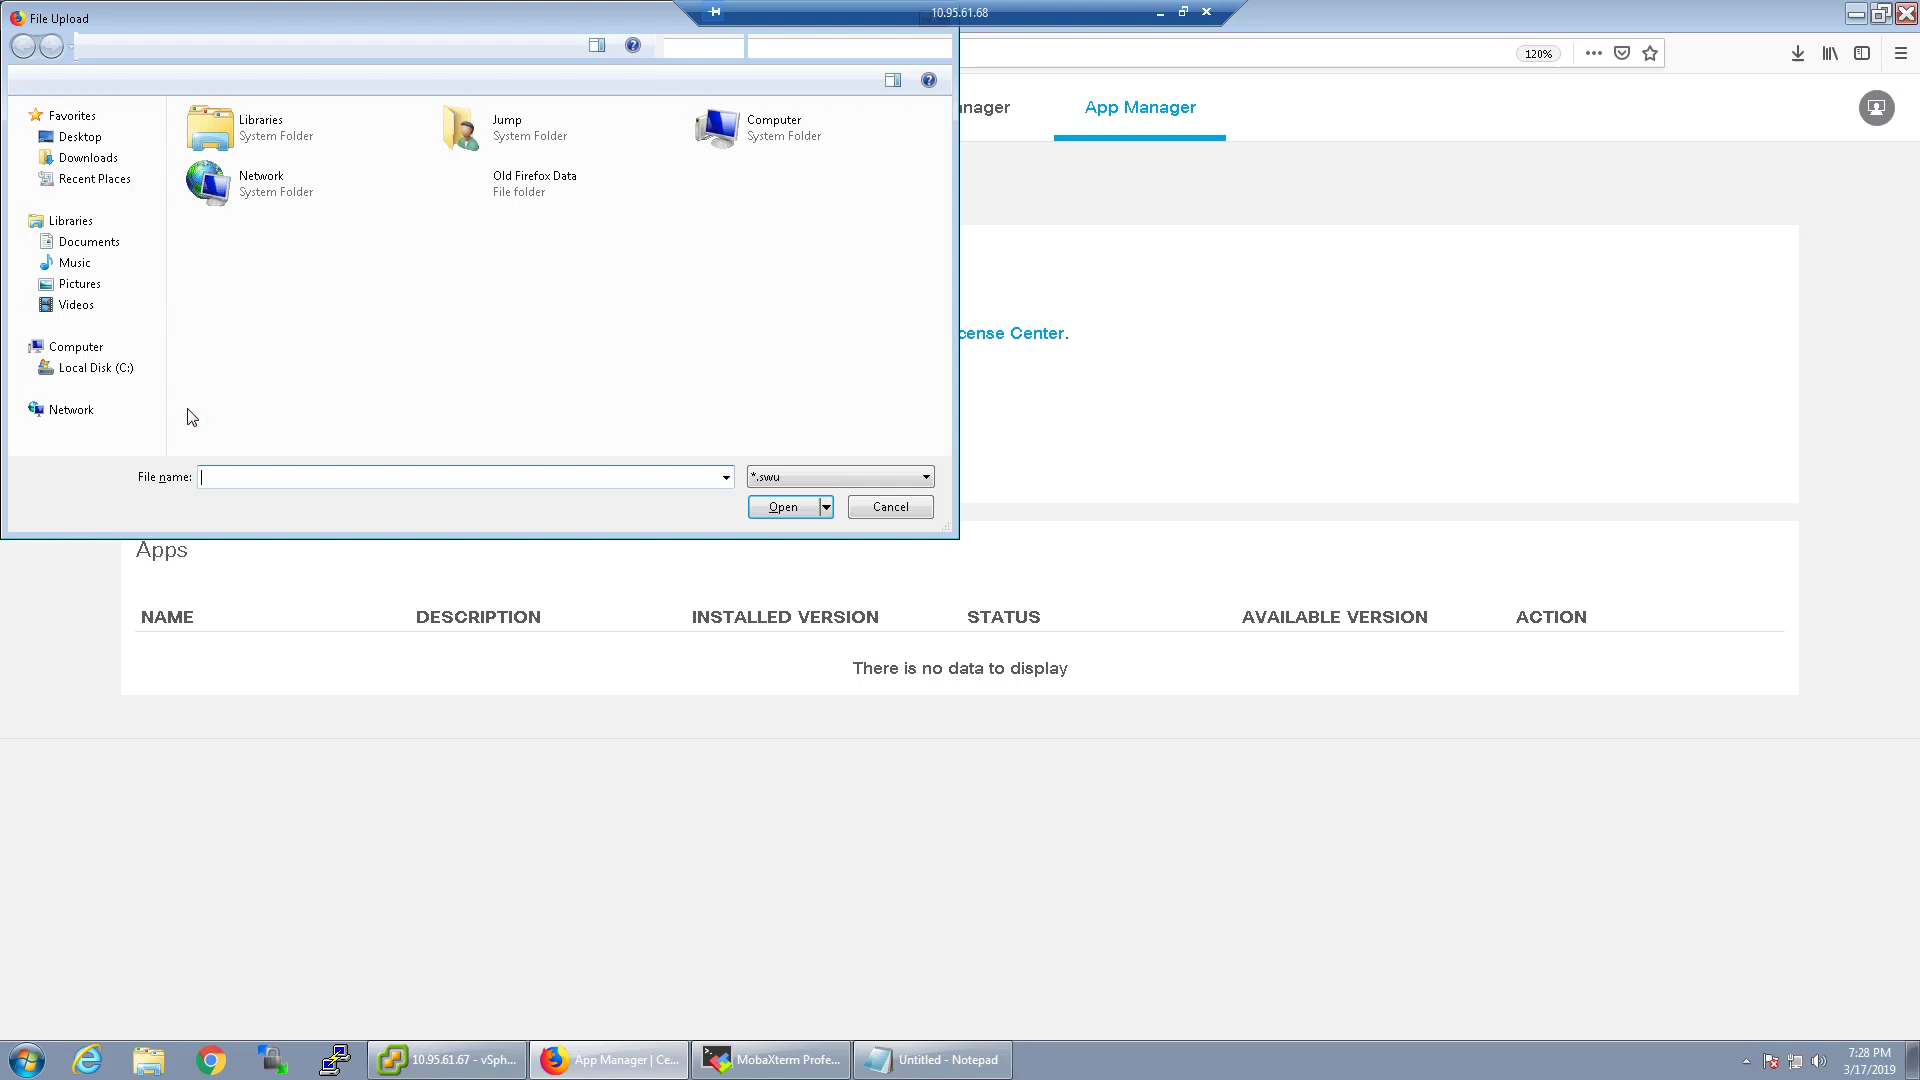 File Upload
10.95.61.68
120%
nager
App Manager
Favorites
Desktop
Downloads
Recent Places
Libraries
Documents
Music
Pictures
Videos
Computer
Local Disk (C:)
Network
Libraries
System Folder
Jump
System Folder
Computer
System Folder
Network
System Folder
Old Firefox Data
File folder
cense Center.
File name:
*.swu
Open
Cancel
Apps
NAME DESCRIPTION INSTALLED VERSION STATUS AVAILABLE VERSION ACTION
There is no data to display
10.95.61.67 - vSph...
App Manager | Ce...
MobaXterm Profe...
Untitled - Notepad
7:28 PM
3/17/2019